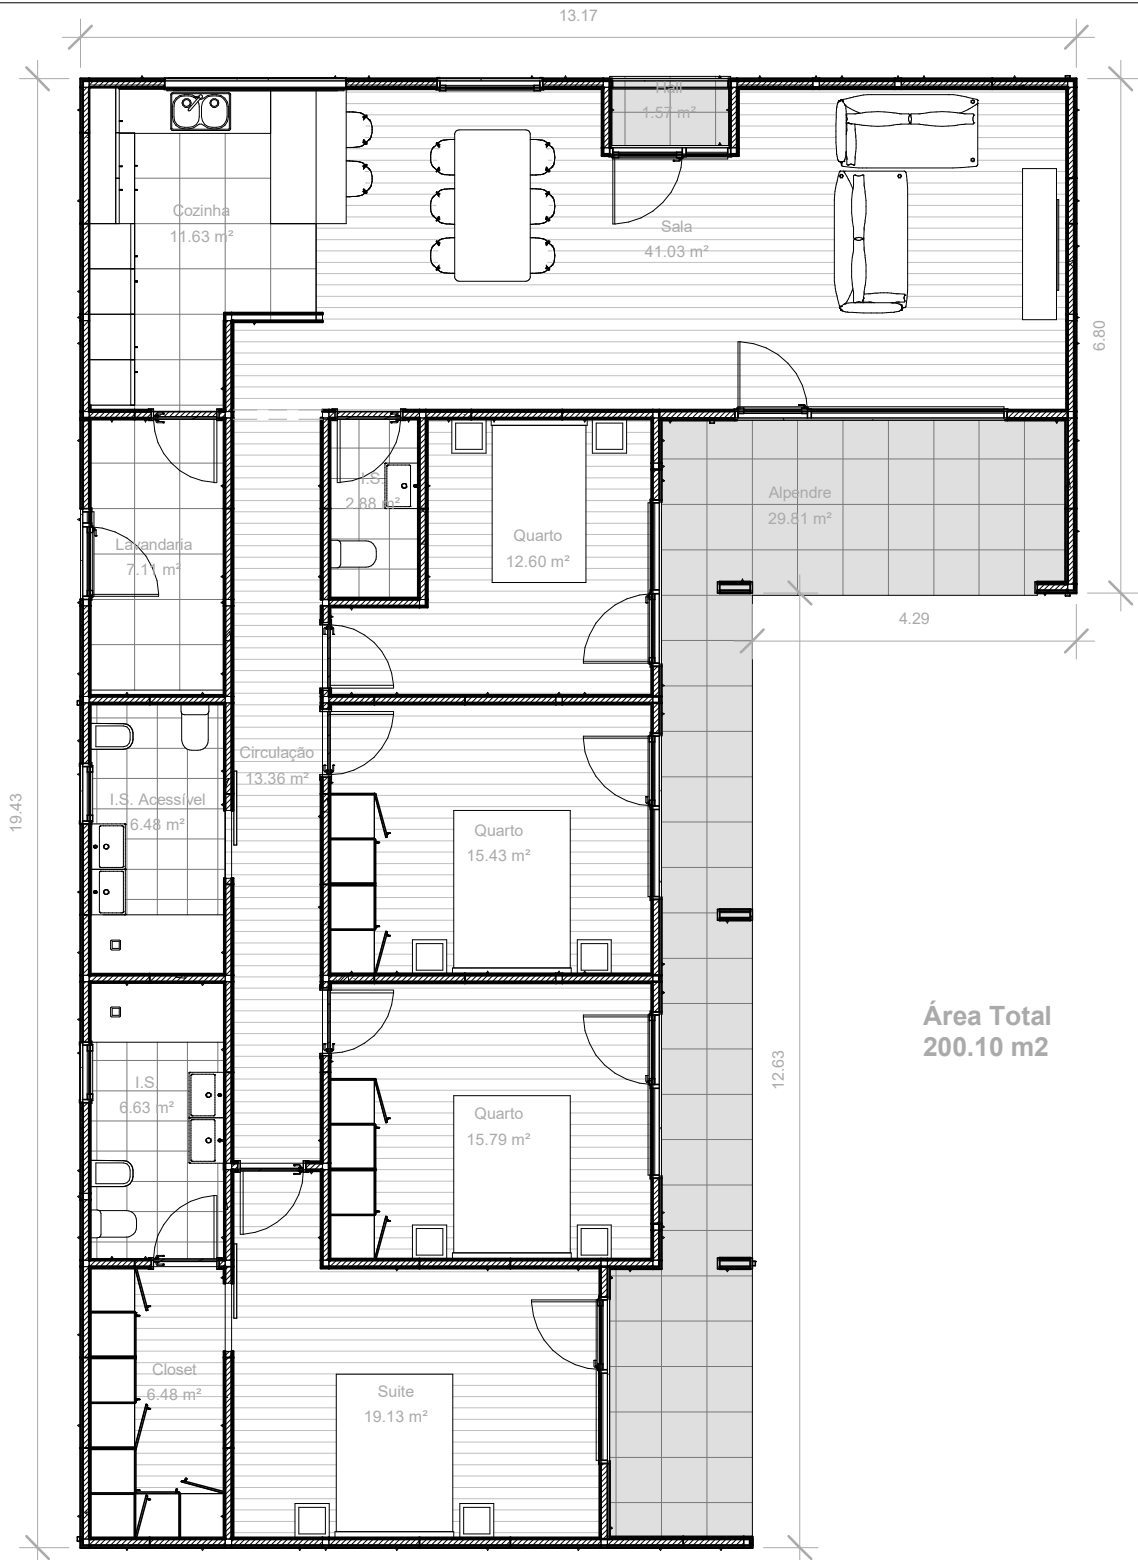 13.17
Hall
1.57 m²
Cozinha
11.63 m²
Sala
41.03 m²
6.80
Alpendre
29.81 m²
I.S.
2.88 m²
Quarto
12.60 m²
Lavandaria
7.11 m²
4.29
Circulação
13.36 m²
I.S. Acessível
6.48 m²
19.43
Quarto
15.43 m²
Área Total
200.10 m2
12.63
I.S.
6.63 m²
Quarto
15.79 m²
Closet
6.48 m²
Suite
19.13 m²